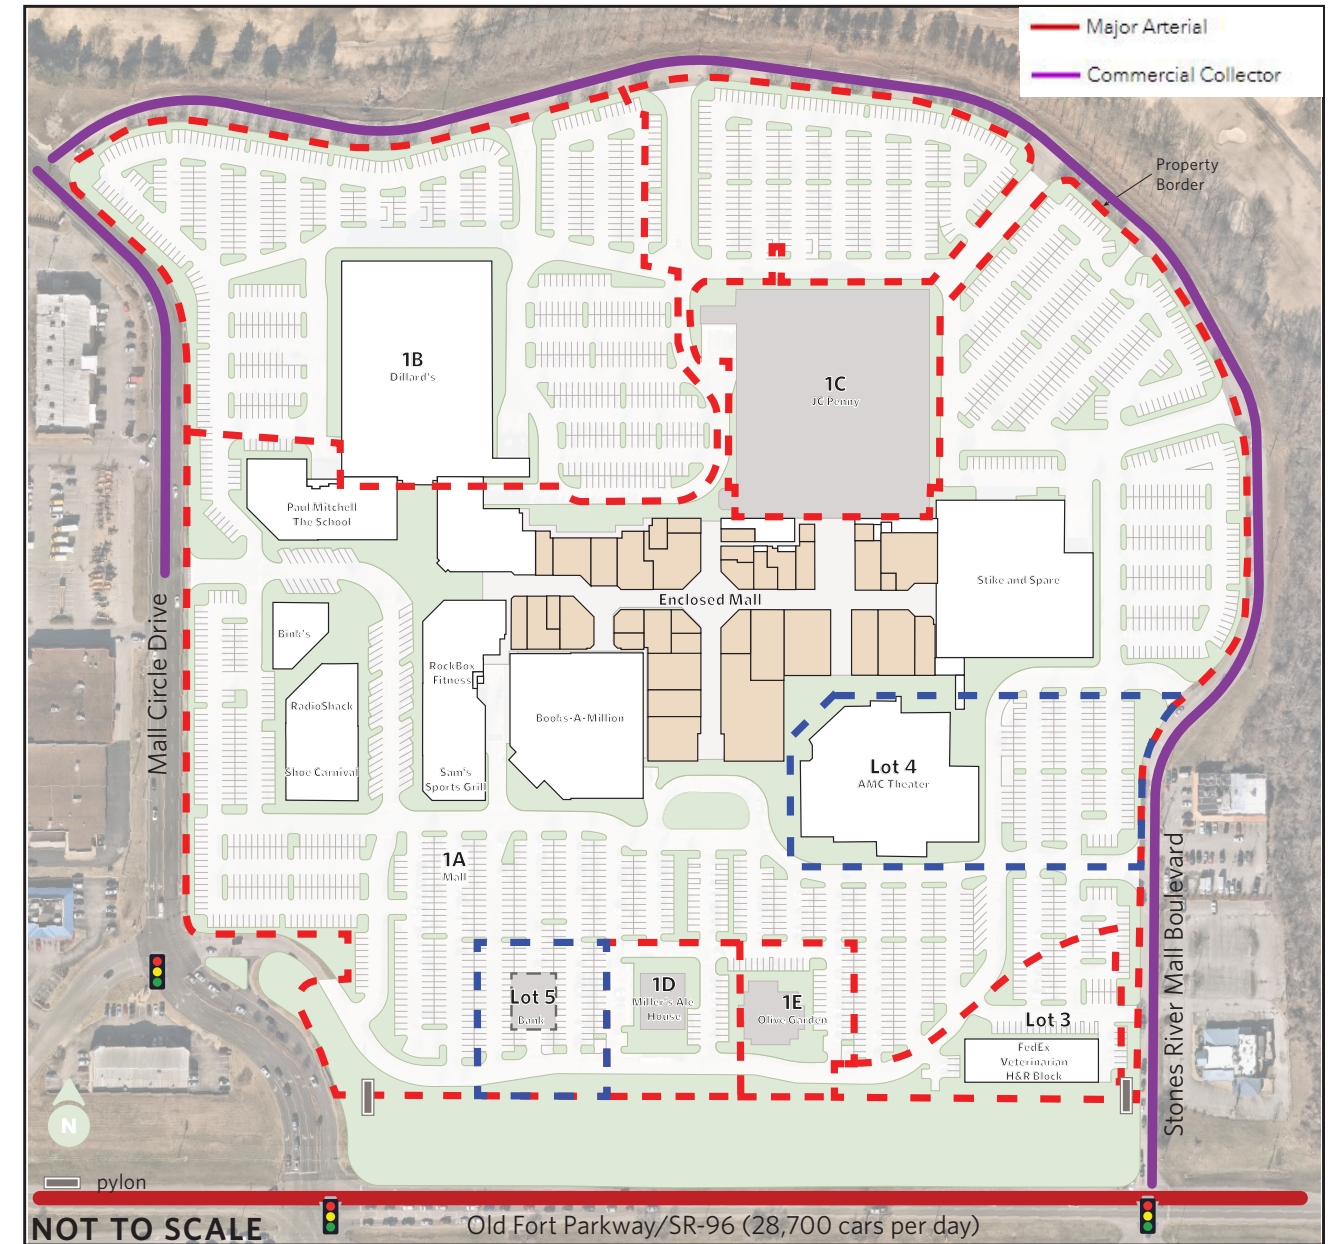 Major Arterial
Commercial Collector
Property
Border
1B
Dillard's
1C
JC Penny
Paul Mitchell
The School
Stike and Spare
Enclosed Mall
Bink's
RockBox
Fitness
RadioShack
Books-A-Million
Mall Circle Drive
Shoe Carnival
Sam's
Sports Grill
Lot 4
AMC Theater
1A
Mall
Stones River Mall Boulevard
Lot 5
Bank
1D
Miller's Ale
House
1E
Olive Garden
Lot 3
FedEx
Veterinarian
H&R Block
N
pylon
NOT TO SCALE
Old Fort Parkway/SR-96 (28,700 cars per day)